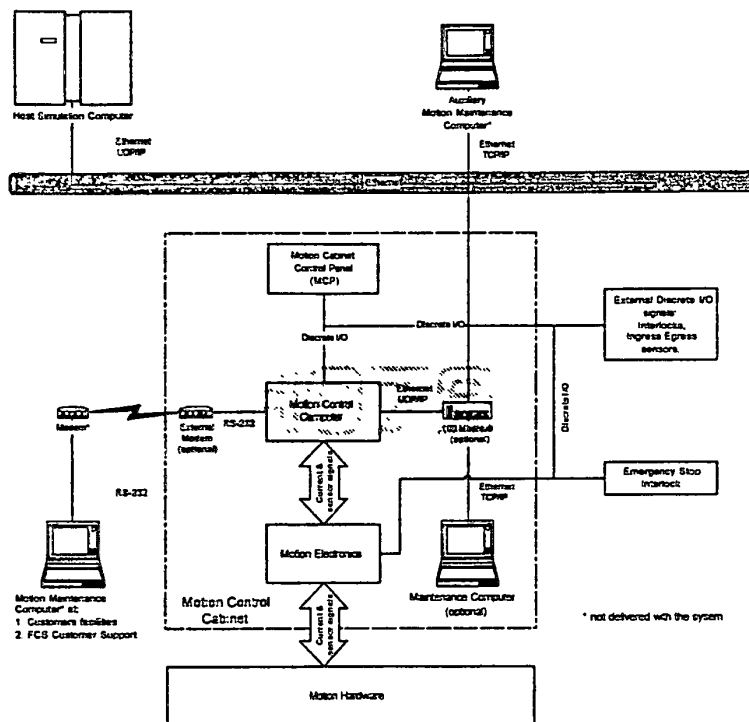 Host Simulation Computer
Auxiliary
Motion Maintenance
Computer*
Ethernet
UDP/IP
Ethernet
TCP/IP
Ethernet
Motion Cabinet
Control Panel
(MCP)
External Discrete I/O
signals:
Interlocks,
Ingress Egress
sensors.
Discrete I/O
Discrete I/O
Discrete I/O
Ethernet
UDP/IP
Motion Control
Computer
Modem*
External
Modem
(optional)
RS-232
(optional)
Current &
sensor signals
RS-232
Ethernet
TCP/IP
Emergency Stop
Interlock
Motion Electronics
Motion Maintenance
Computer* at:
1. Customers facilities
2. FCS Customer Support
Motion Control
Cabinet
Current &
sensor signals
Maintenance Computer
(optional)
* not delivered with the system
Motion Hardware